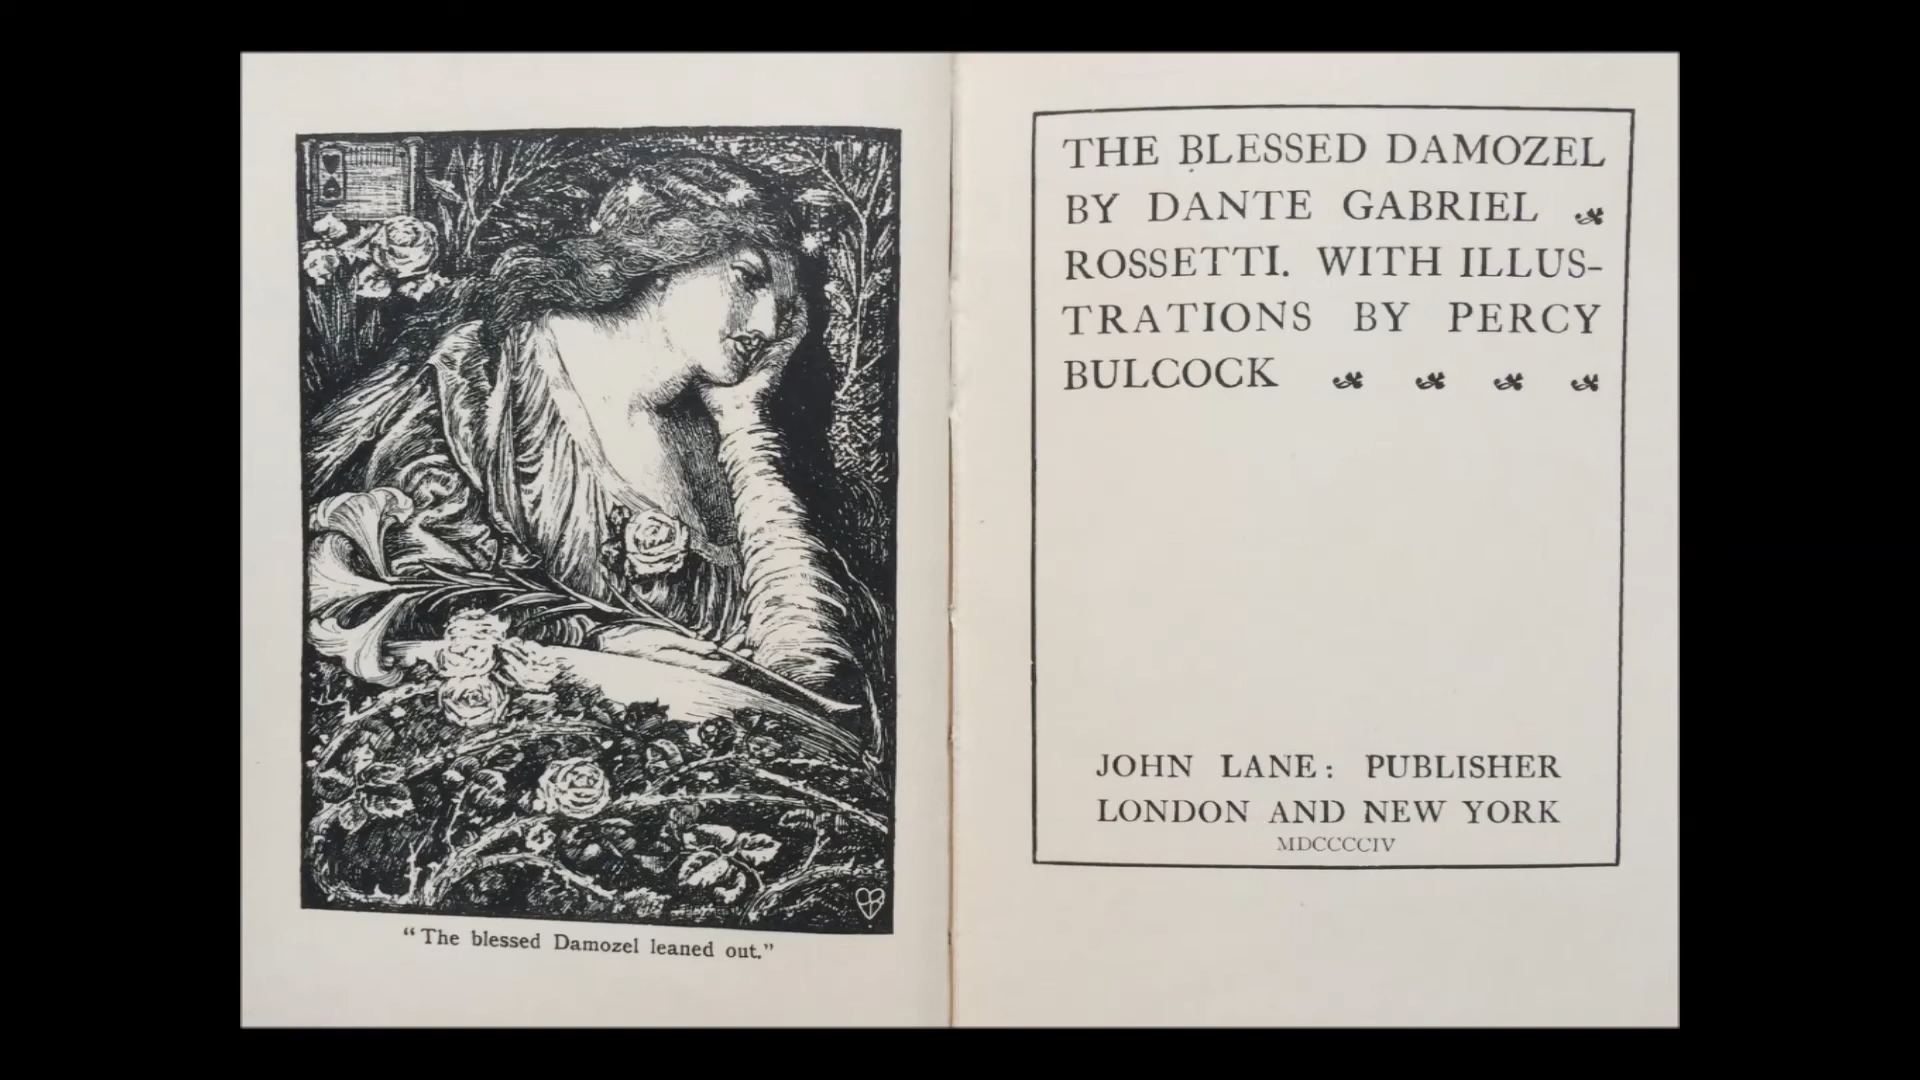 "The blessed Damozel leaned out."
THE BLESSED DAMOZEL
BY DANTE GABRIEL
ROSSETTI. WITH ILLUS-
TRATIONS BY PERCY
BULCOCK
JOHN LANE: PUBLISHER
LONDON AND NEW YORK
MDCCCCIV